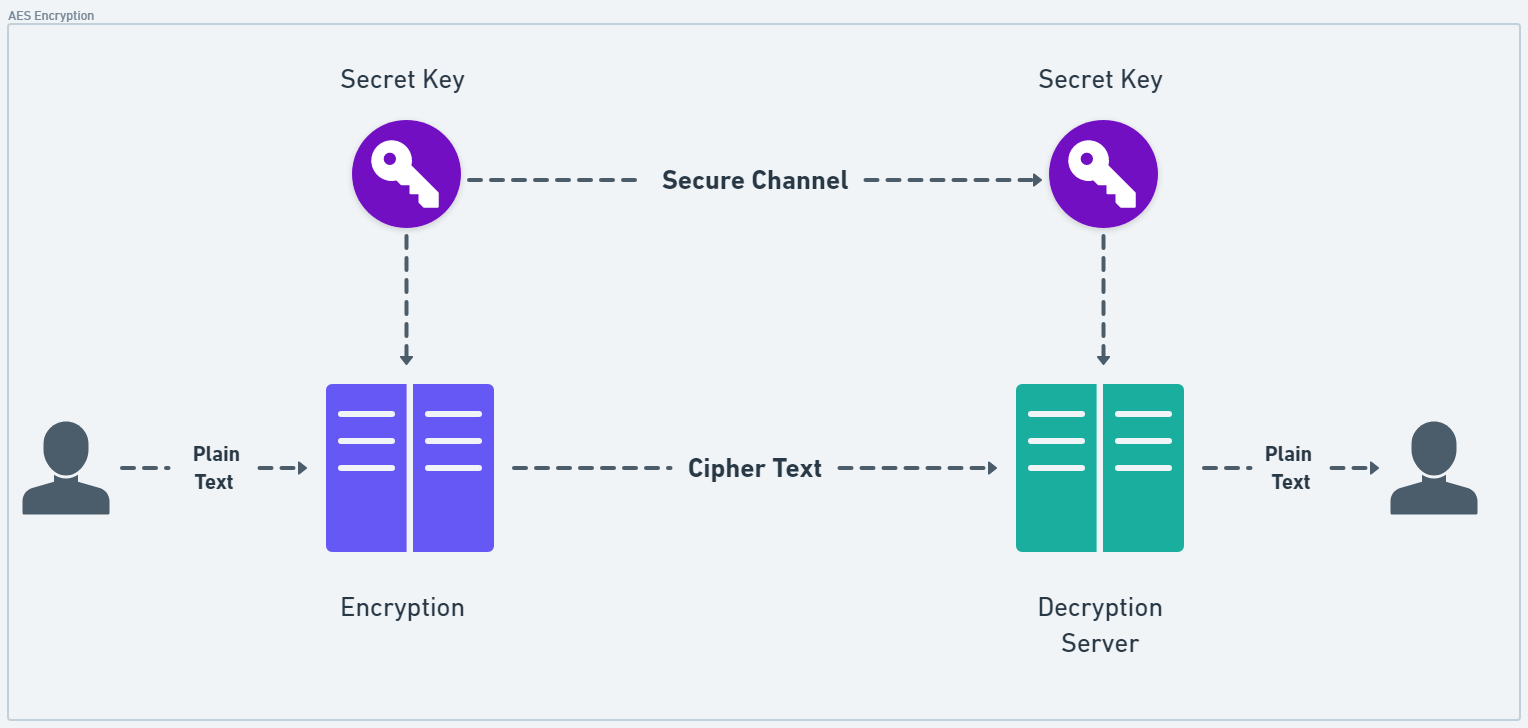 AES Encryption
Secret Key
Secret Key
Secure Channel
Plain
Text
Cipher Text
Plain
Text
Encryption
Decryption
Server